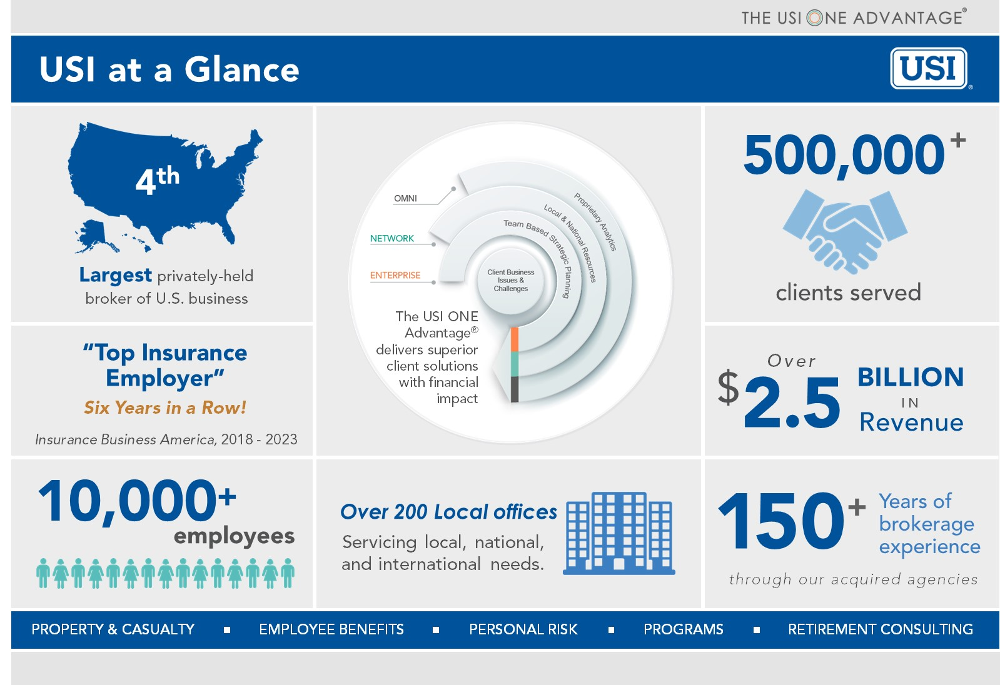 THE USI ONE ADVANTAGE®
USI at a Glance
USI®
4th
Largest privately-held
broker of U.S. business
“Top Insurance
Employer”
Six Years in a Row!
Insurance Business America, 2018 - 2023
10,000+
employees
OMNI
NETWORK
ENTERPRISE
Proprietary Analytics
Local & National Resources
Team Based Strategic Planning
Client Business
Issues &
Challenges
The USI ONE
Advantage®
delivers superior
client solutions
with financial
impact
Over 200 Local offices
Servicing local, national,
and international needs.
500,000+
clients served
Over
$2.5 BILLION
IN
Revenue
150+ Years of
brokerage
experience
through our acquired agencies
PROPERTY & CASUALTY ▪ EMPLOYEE BENEFITS ▪ PERSONAL RISK ▪ PROGRAMS ▪ RETIREMENT CONSULTING